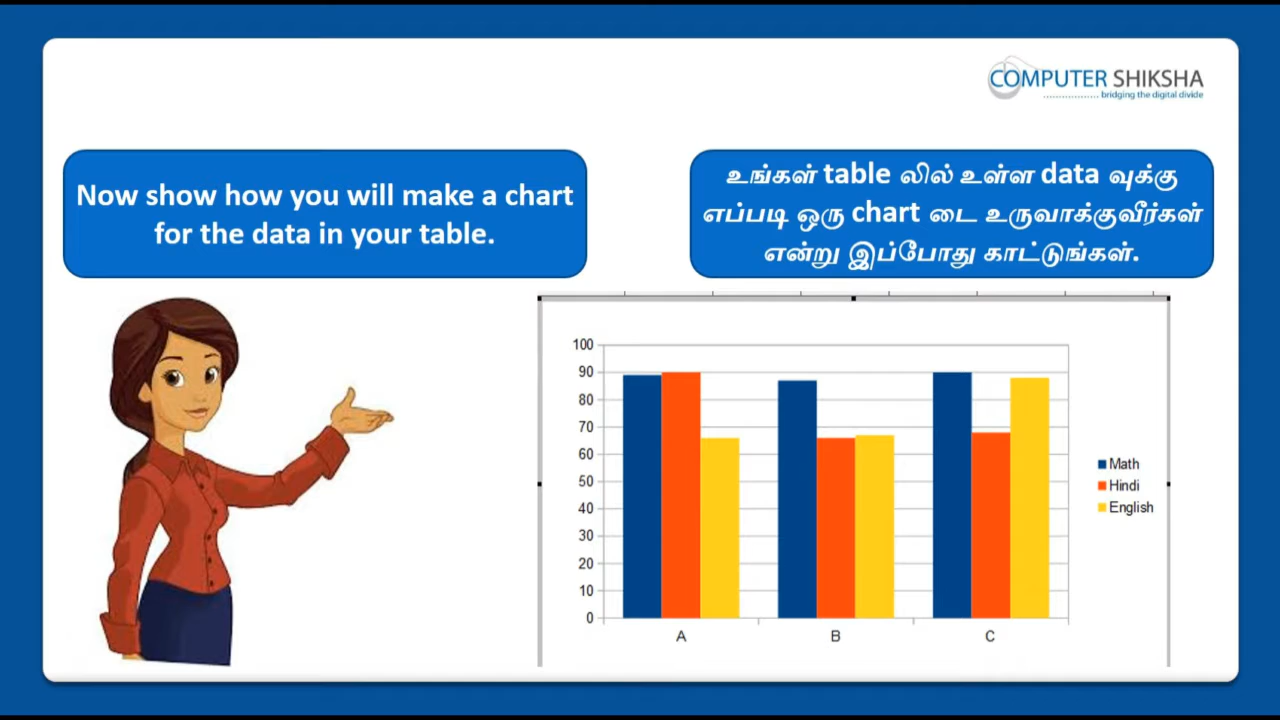 COMPUTER SHIKSHA
bridging the digital divide
Now show how you will make a chart
for the data in your table.
உங்கள் table லில் உள்ள data வுக்கு
எப்படி ஒரு chart டை உருவாக்குவீர்கள்
என்று இப்போது காட்டுங்கள்.
100
90
80
70
60
50
40
30
20
10
0
A B C
Math
Hindi
English